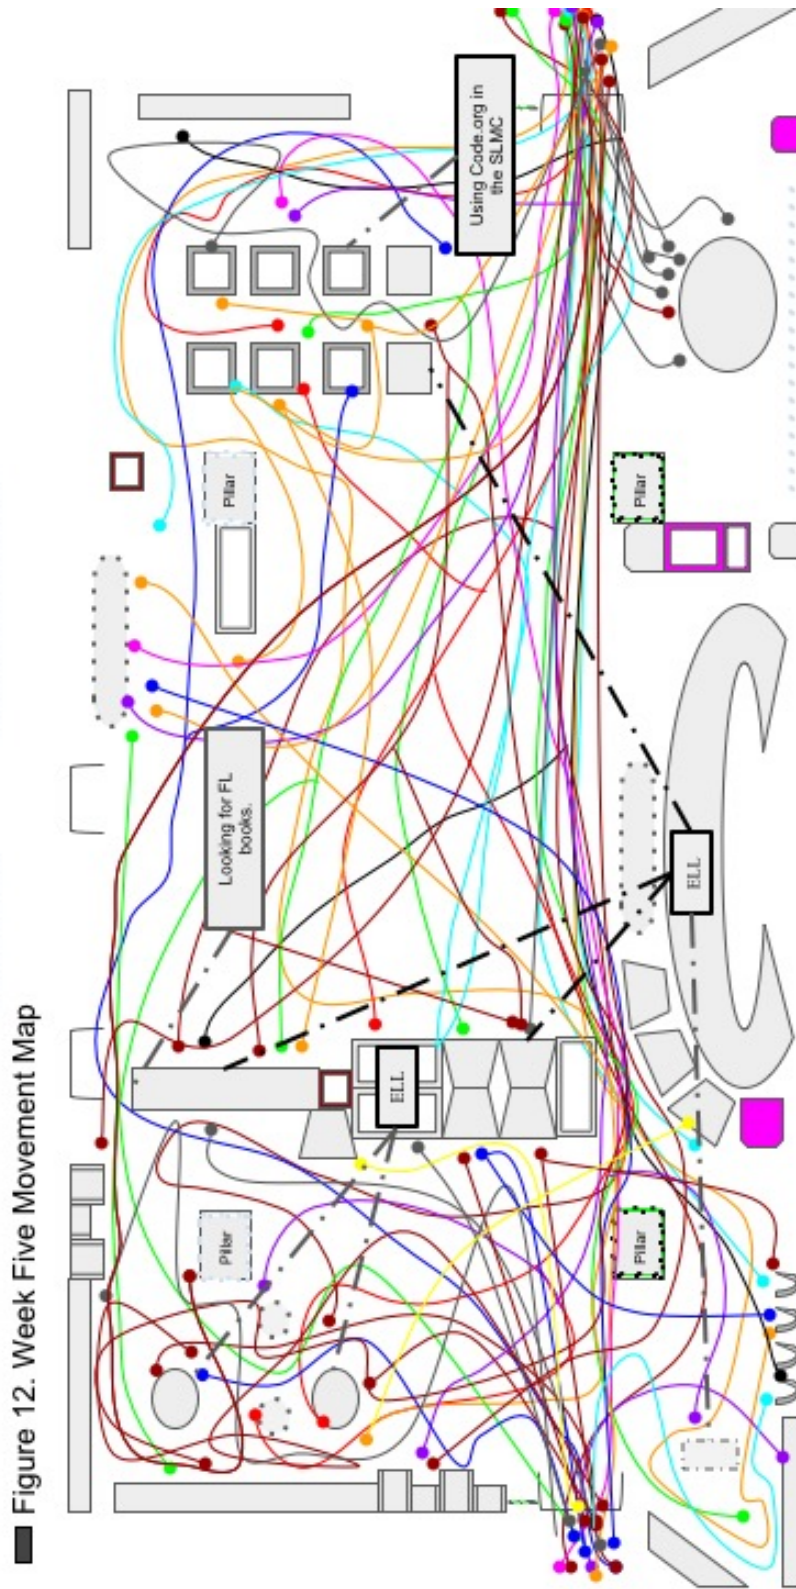 Figure 12. Week Five Movement Map
Using Code.org in
the SLMC
Pillar
Pillar
Looking for FL
books.
ELL
ELL
Pillar
Pillar